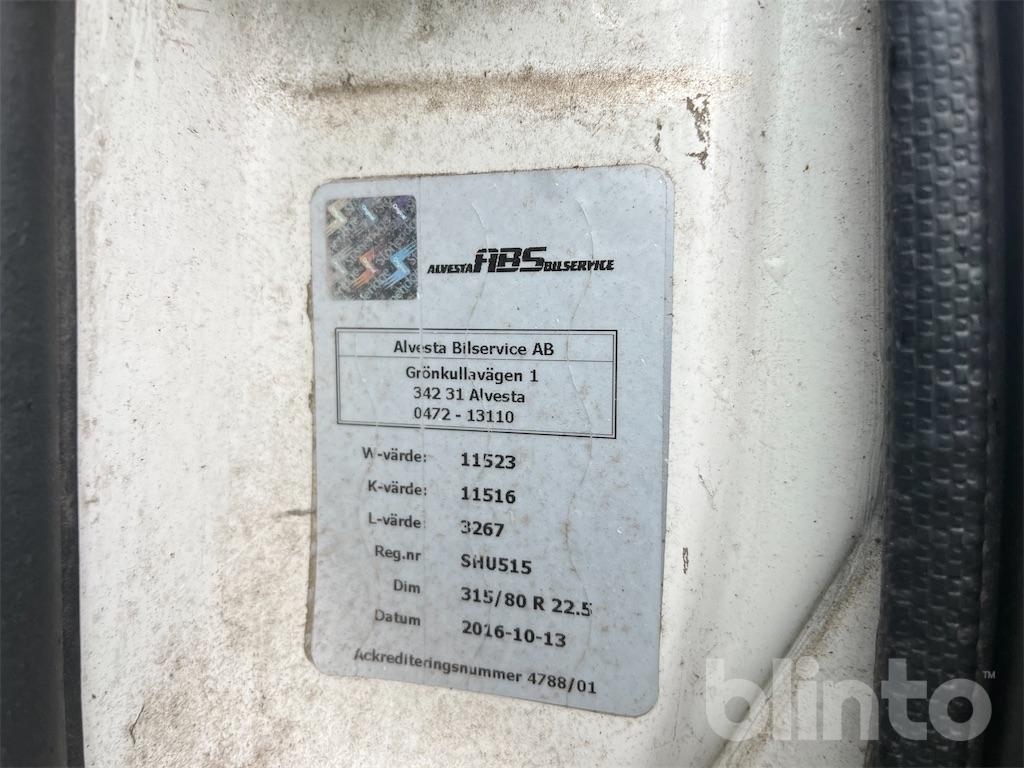 ALVESTA ABS BILSERVICE
Alvesta Bilservice AB
Grönkullavägen 1
342 31 Alvesta
0472 - 13110
W-värde: 11523
K-värde: 11516
L-värde: 3267
Reg.nr SHU515
Dim 315/80 R 22.5
Datum 2016-10-13
Ackrediteringsnummer 4788/01
blinto™